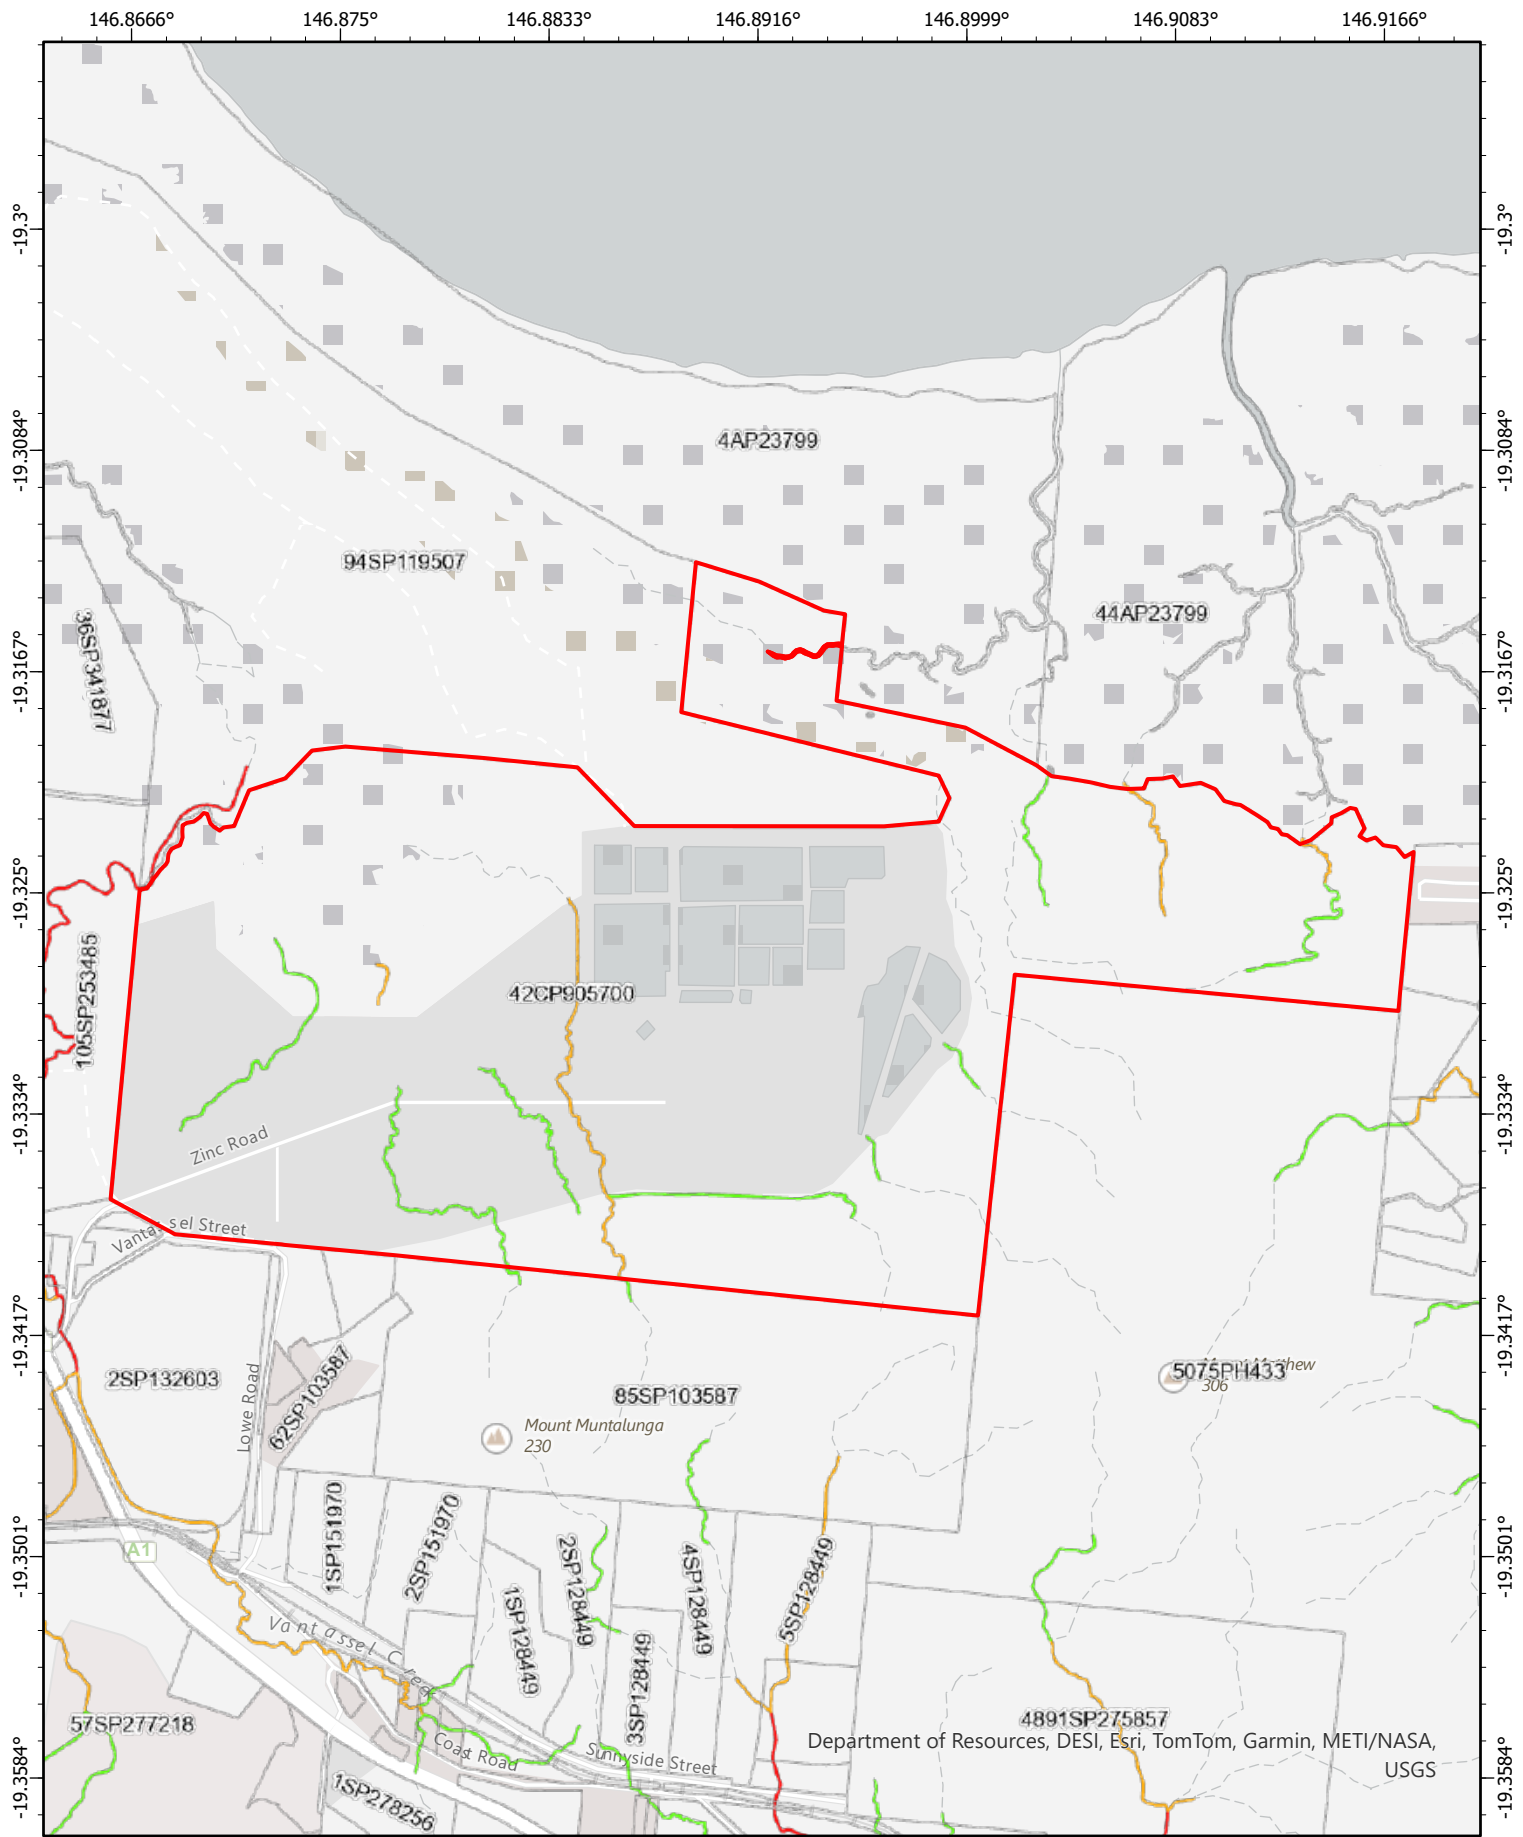 146.8666° 146.875° 146.8833° 146.8916° 146.8999° 146.9083° 146.9166°
-19.3° -19.3°
-19.3084° -19.3084°
4AP23799
94SP119507
44AP23799
36SP341877
-19.3167° -19.3167°
-19.325° -19.325°
105SP253485
42CP905700
-19.3334° -19.3334°
Zinc Road
Vantassel Street
-19.3417° -19.3417°
2SP132603
Lowe Road
62SP103587
85SP103587
5075PH433
Matthew
306
Mount Muntalunga
230
-19.3501° -19.3501°
A1
1SP151970
2SP151970
1SP128449
2SP128449
3SP128449
4SP128449
5SP128449
Vantassel Creek
57SP277218
4891SP275857
Coast Road
Sunnyside Street
Department of Resources, DESI, Esri, TomTom, Garmin, METI/NASA,
USGS
-19.3584° -19.3584°
1SP278256